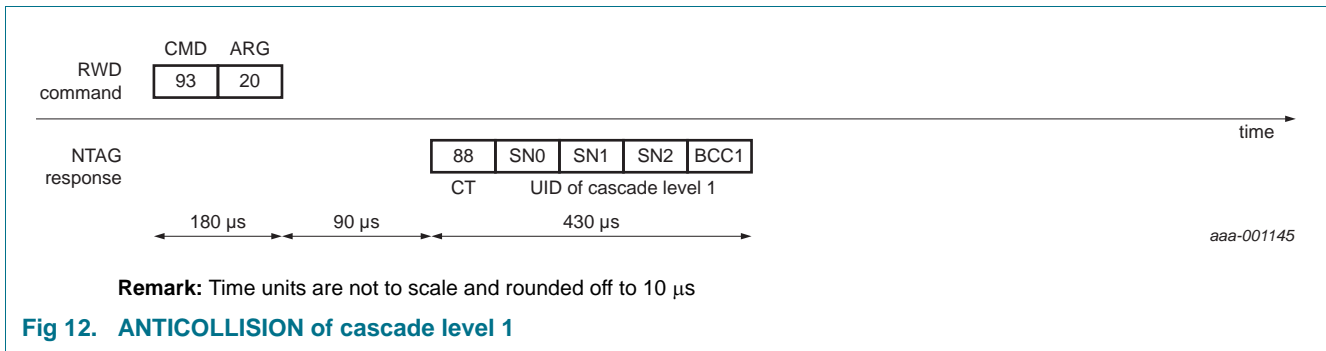 CMD ARG
RWD command
93 20
time
NTAG response
88 SN0 SN1 SN2 BCC1
CT UID of cascade level 1
180 µs 90 µs 430 µs
aaa-001145
Remark: Time units are not to scale and rounded off to 10 µs
Fig 12. ANTICOLLISION of cascade level 1